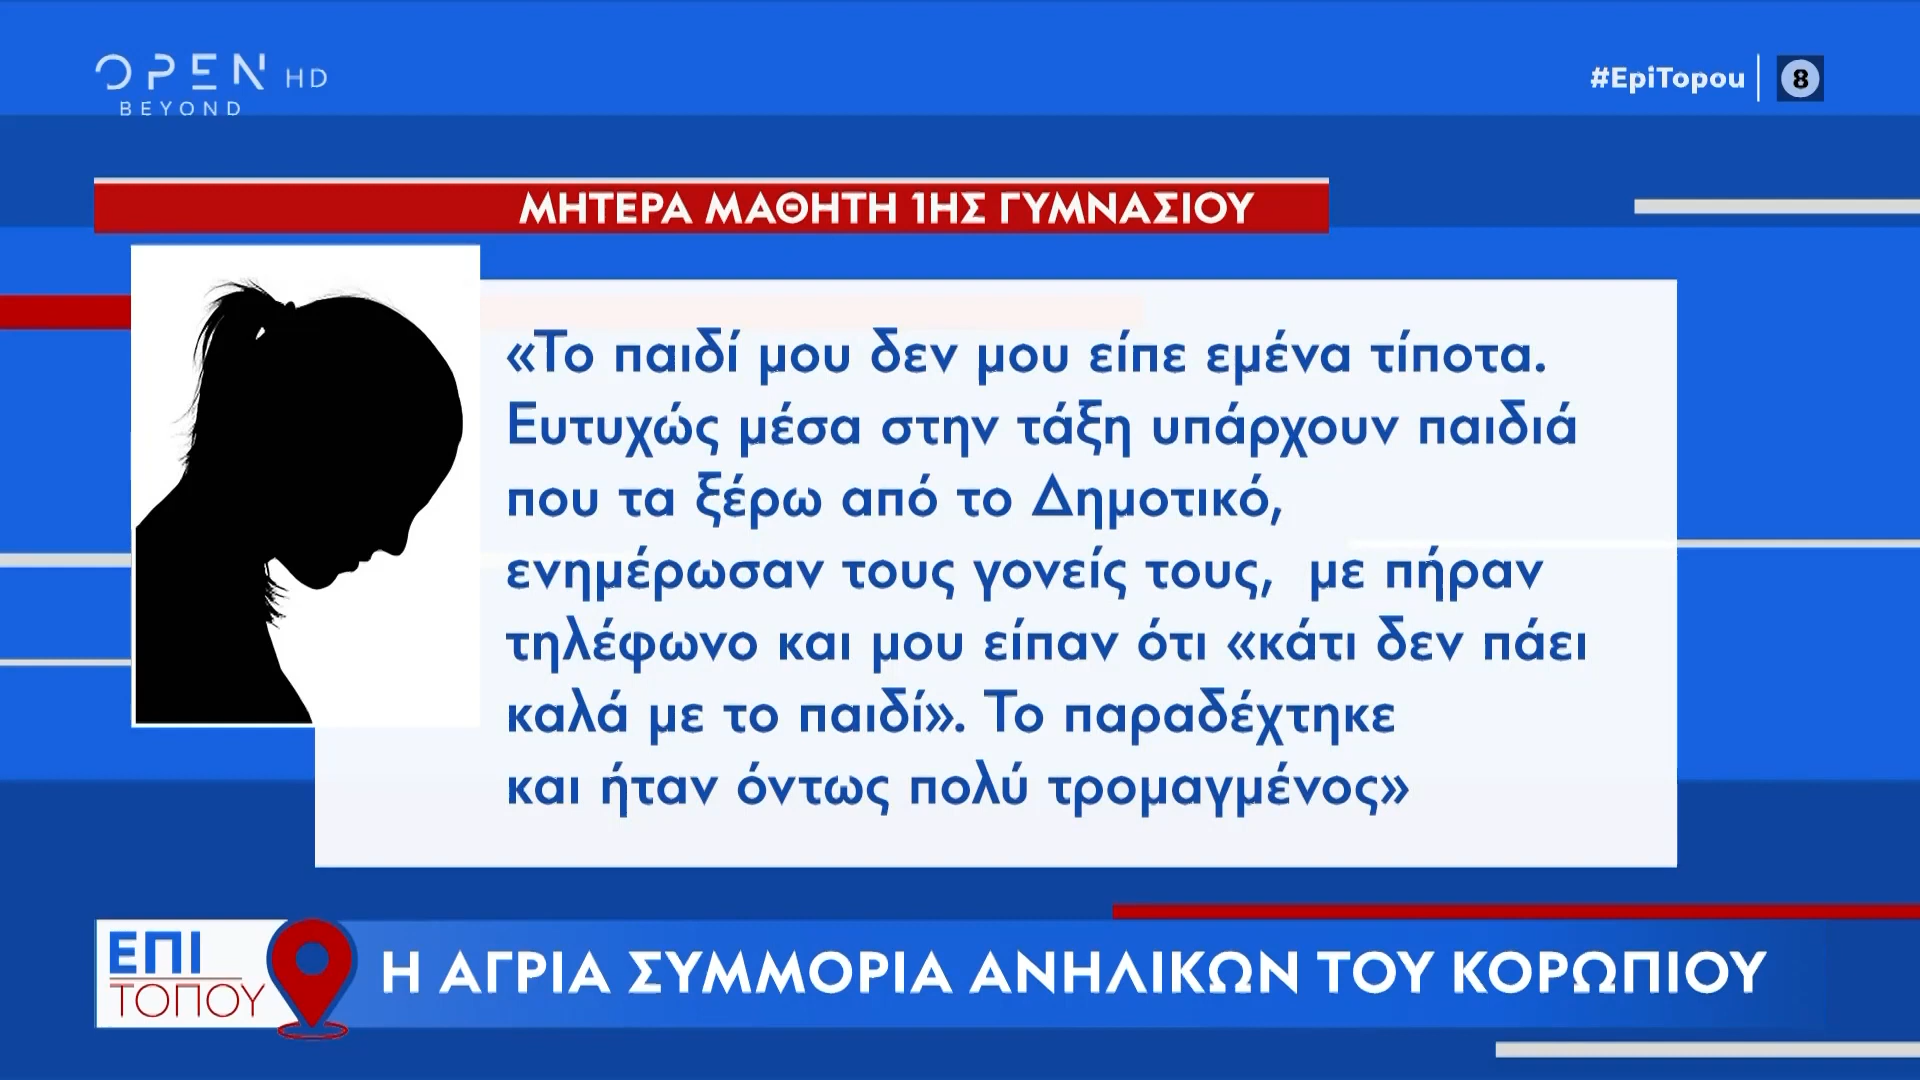 OPEN HD
BEYOND
#EpiTopou
8
ΜΗΤΕΡΑ ΜΑΘΗΤΗ 1ΗΣ ΓΥΜΝΑΣΙΟΥ
«Το παιδί μου δεν μου είπε εμένα τίποτα.
Ευτυχώς μέσα στην τάξη υπάρχουν παιδιά
που τα ξέρω από το Δημοτικό,
ενημέρωσαν τους γονείς τους,  με πήραν
τηλέφωνο και μου είπαν ότι «κάτι δεν πάει
καλά με το παιδί». Το παραδέχτηκε
και ήταν όντως πολύ τρομαγμένος»
ΕΠΙ
ΤΟΠΟΥ
Η ΑΓΡΙΑ ΣΥΜΜΟΡΙΑ ΑΝΗΛΙΚΩΝ ΤΟΥ ΚΟΡΩΠΙΟΥ